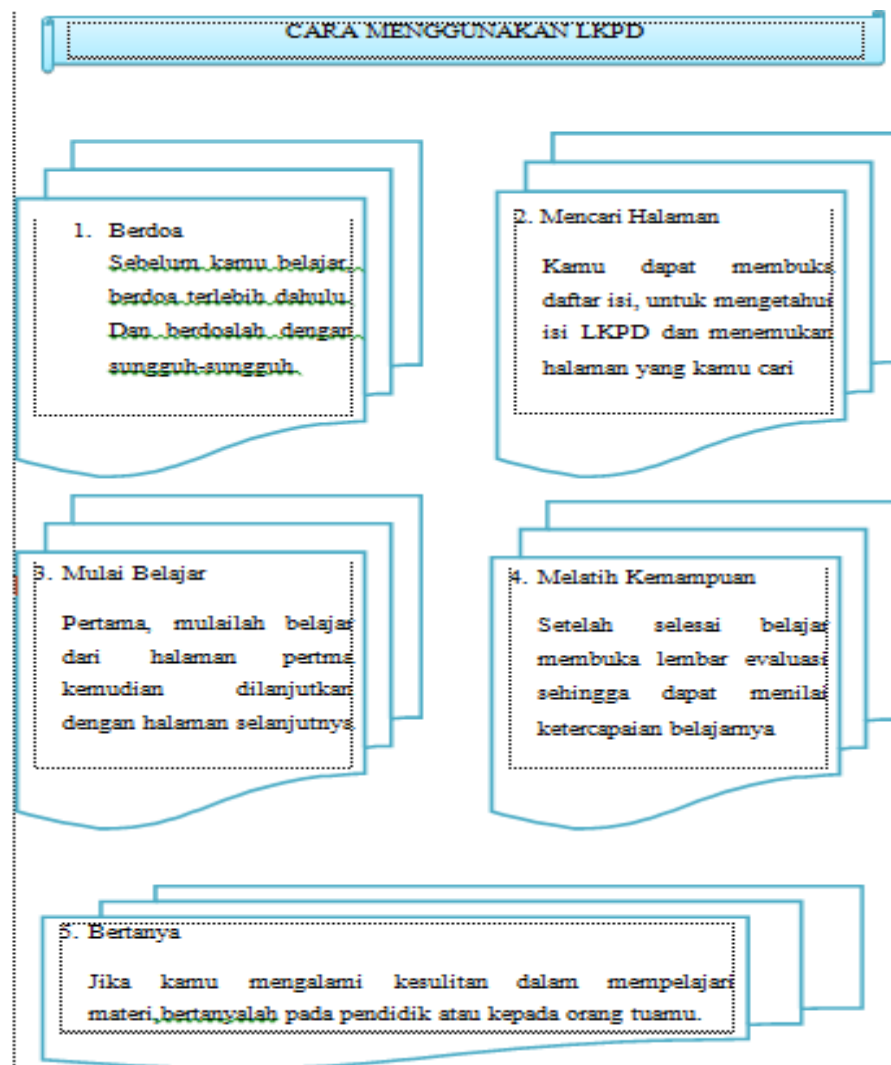 CARA MENGGUNAKAN LKPD
1. Berdoa
Sebelum kamu belajar,
berdoa terlebih dahulu.
Dan berdoalah dengan
sungguh-sungguh.
2. Mencari Halaman
Kamu dapat membuka
daftar isi, untuk mengetahui
isi LKPD dan menemukan
halaman yang kamu cari
3. Mulai Belajar
Pertama, mulailah belajar
dari halaman pertma
kemudian dilanjutkan
dengan halaman selanjutnya
4. Melatih Kemampuan
Setelah selesai belajar
membuka lembar evaluasi
sehingga dapat menilai
ketercapaian belajarnya
5. Bertanya
Jika kamu mengalami kesulitan dalam mempelajari
materi,bertanyalah pada pendidik atau kepada orang tuamu.